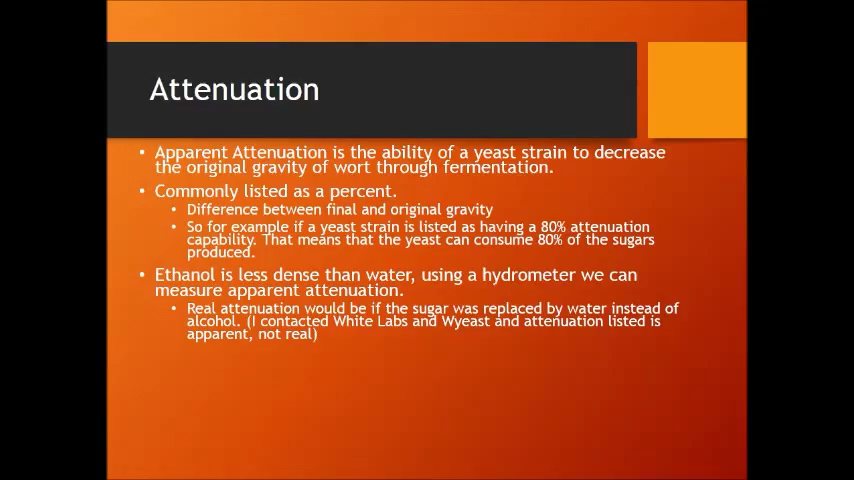 Attenuation
• Apparent Attenuation is the ability of a yeast strain to decrease
the original gravity of wort through fermentation.
• Commonly listed as a percent.
• Difference between final and original gravity
• So for example if a yeast strain is listed as having a 80% attenuation
capability. That means that the yeast can consume 80% of the sugars
produced.
• Ethanol is less dense than water, using a hydrometer we can
measure apparent attenuation.
• Real attenuation would be if the sugar was replaced by water instead of
alcohol. (I contacted White Labs and Wyeast and attenuation listed is
apparent, not real)